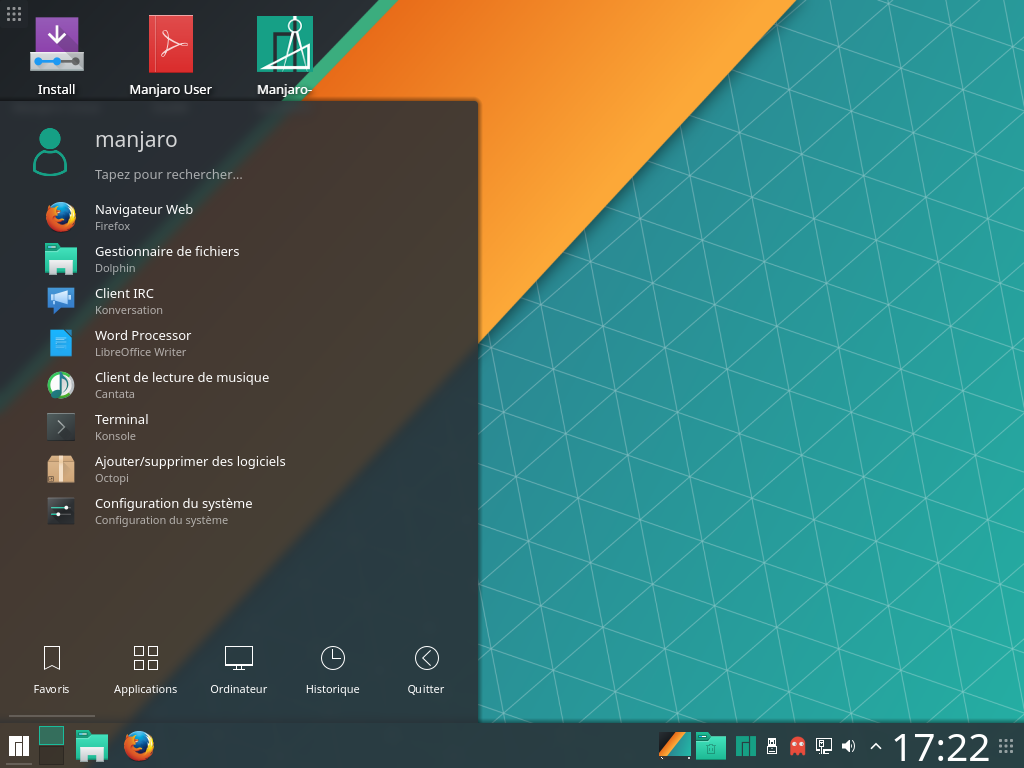 Install
Manjaro User
Manjaro-
manjaro
Tapez pour rechercher...
Navigateur Web
Firefox
Gestionnaire de fichiers
Dolphin
Client IRC
Konversation
Word Processor
LibreOffice Writer
Client de lecture de musique
Cantata
Terminal
Konsole
Ajouter/supprimer des logiciels
Octopi
Configuration du système
Configuration du système
Favoris
Applications
Ordinateur
Historique
Quitter
17:22